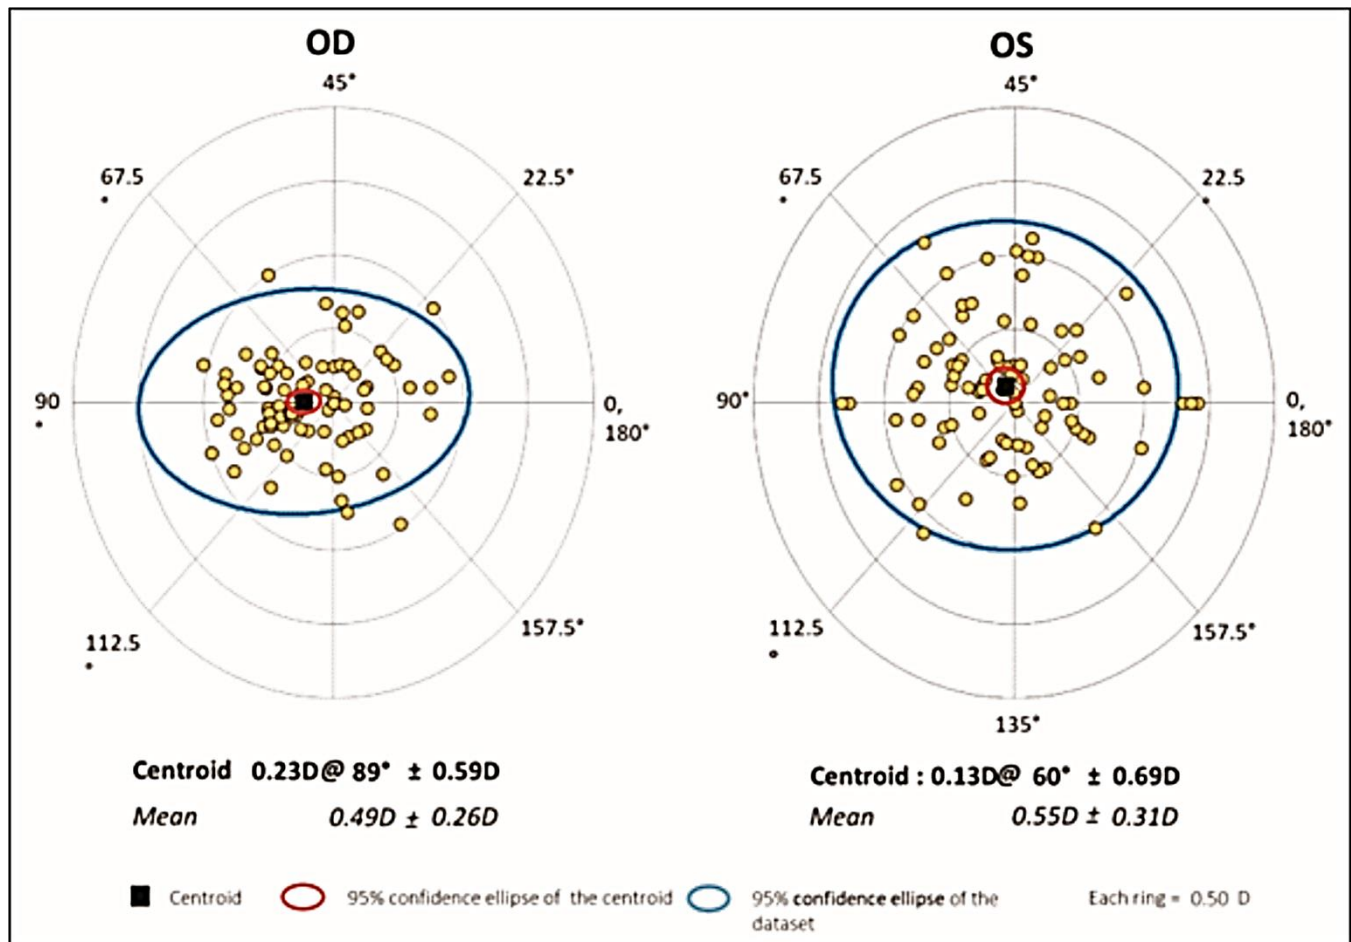 OD
OS
45°
45°
67.5
°
22.5°
67.5
°
22.5
°
90
°
0,
180°
90°
0,
180°
112.5
°
157.5°
112.5
°
157.5°
135°
Centroid 0.23D@ 89° ± 0.59D
Mean 0.49D ± 0.26D
Centroid : 0.13D@ 60° ± 0.69D
Mean 0.55D ± 0.31D
Centroid
95% confidence ellipse of the centroid
95% confidence ellipse of the
dataset
Each ring = 0.50 D